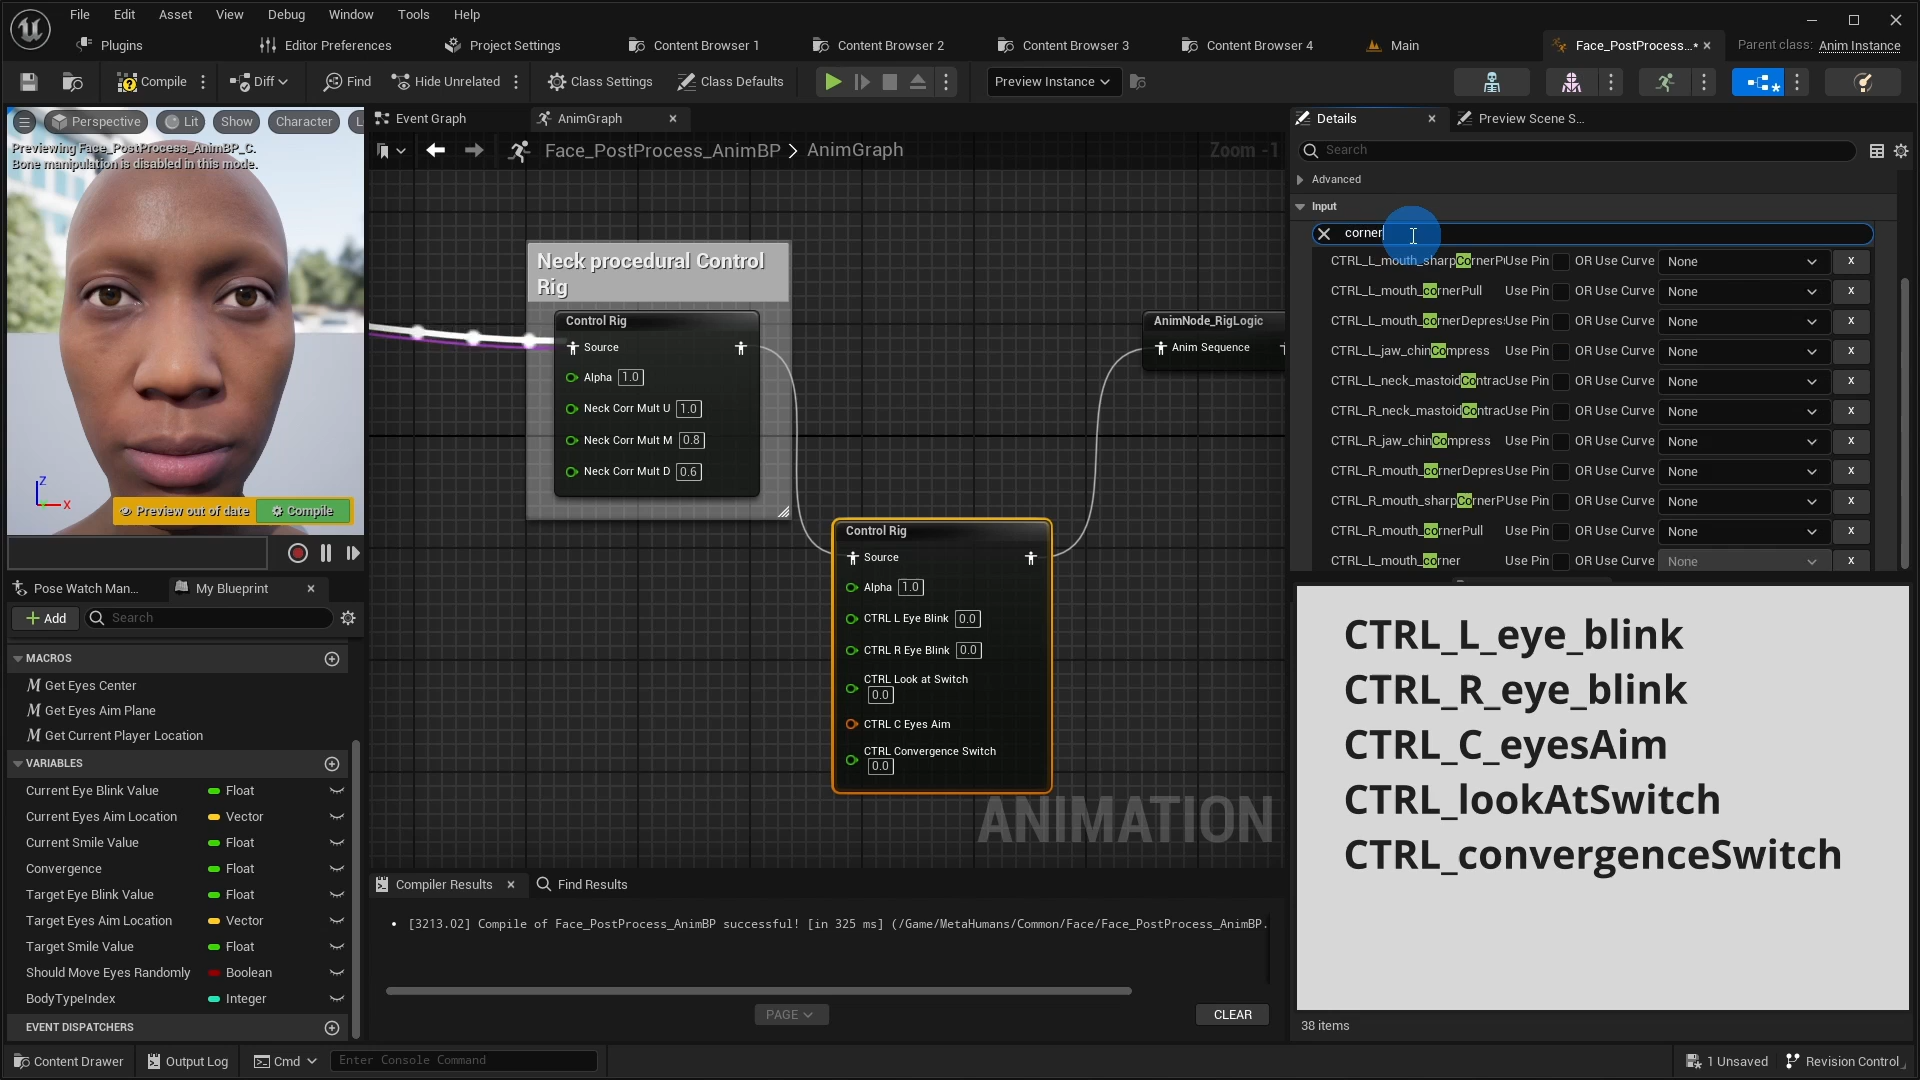 File Edit Asset View Debug Window Tools Help
Plugins Editor Preferences Project Settings Content Browser 1 Content Browser 2 Content Browser 3 Content Browser 4 Main Face_PostProcess...• Parent class: Anim Instance
Compile Diff Find Hide Unrelated Class Settings Class Defaults Preview Instance
Perspective Lit Show Character L
Previewing Face_PostProcess_AnimBP_C.
Bone manipulation is disabled in this mode.
Z
X
Preview out of date Compile
Pose Watch Man... My Blueprint
Add Search
MACROS
Get Eyes Center
Get Eyes Aim Plane
Get Current Player Location
VARIABLES
Current Eye Blink Value Float
Current Eyes Aim Location Vector
Current Smile Value Float
Convergence Float
Target Eye Blink Value Float
Target Eyes Aim Location Vector
Target Smile Value Float
Should Move Eyes Randomly Boolean
BodyTypeIndex Integer
EVENT DISPATCHERS
Event Graph AnimGraph
Face_PostProcess_AnimBP > AnimGraph Zoom -1
Neck procedural Control
Rig
Control Rig
Source
Alpha 1.0
Neck Corr Mult U 1.0
Neck Corr Mult M 0.8
Neck Corr Mult D 0.6
Control Rig
Source
Alpha 1.0
CTRL L Eye Blink 0.0
CTRL R Eye Blink 0.0
CTRL Look at Switch
0.0
CTRL C Eyes Aim
CTRL Convergence Switch
0.0
AnimNode_RigLogic
Anim Sequence
ANIMATION
Compiler Results Find Results
• [3213.02] Compile of Face_PostProcess_AnimBP successful! [in 325 ms] (/Game/MetaHumans/Common/Face/Face_PostProcess_AnimBP.
PAGE CLEAR
Details Preview Scene S...
Search
Advanced
Input
corner
CTRL_L_mouth_sharpCornerP Use Pin OR Use Curve None X
CTRL_L_mouth_cornerPull Use Pin OR Use Curve None X
CTRL_L_mouth_cornerDepres Use Pin OR Use Curve None X
CTRL_L_jaw_chinCompress Use Pin OR Use Curve None X
CTRL_L_neck_mastoidContrac Use Pin OR Use Curve None X
CTRL_R_neck_mastoidContrac Use Pin OR Use Curve None X
CTRL_R_jaw_chinCompress Use Pin OR Use Curve None X
CTRL_R_mouth_cornerDepres Use Pin OR Use Curve None X
CTRL_R_mouth_sharpCornerP Use Pin OR Use Curve None X
CTRL_R_mouth_cornerPull Use Pin OR Use Curve None X
CTRL_L_mouth_corner Use Pin OR Use Curve None X
CTRL_L_eye_blink
CTRL_R_eye_blink
CTRL_C_eyesAim
CTRL_lookAtSwitch
CTRL_convergenceSwitch
38 items
Content Drawer Output Log Cmd Enter Console Command 1 Unsaved Revision Control